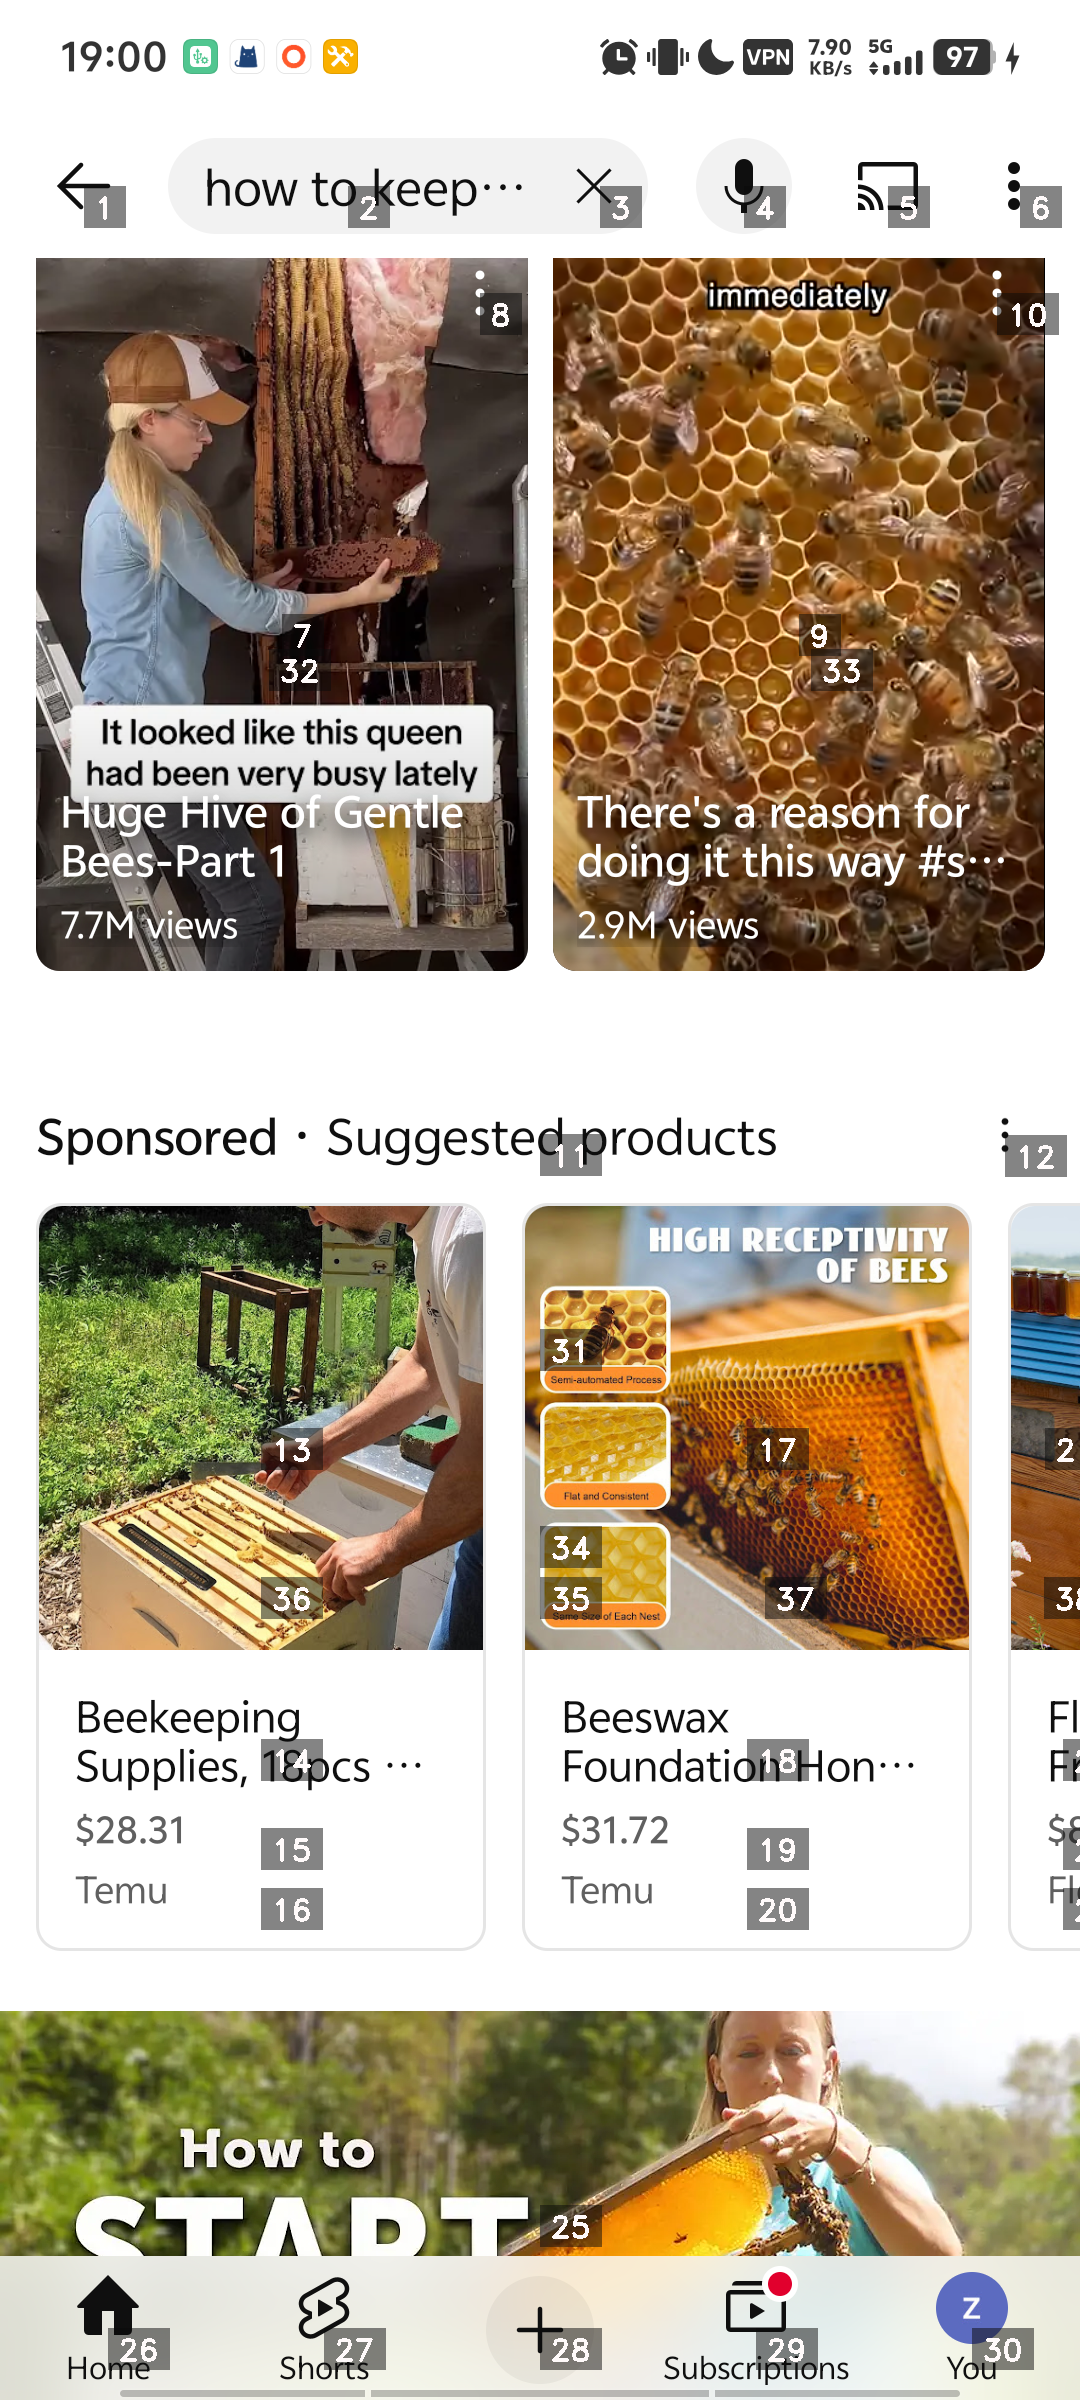 19:00
VPN
7.90 KB/s
5G
97
how to keep···
1
2
3
4
5
6
immediately
8
10
7
32
9
33
It looked like this queen
had been very busy lately
Huge Hive of Gentle
Bees-Part 1
7.7M views
There's a reason for
doing it this way #s···
2.9M views
Sponsored · Suggested products
11
12
HIGH RECEPTIVITY
OF BEES
31
Semi-automated Process
13
17
2
Flat and Consistent
34
35
36
37
Same Size of Each Nest
Beekeeping
Supplies, 18pcs ···
14
$28.31
15
Temu
16
Beeswax
Foundation Hon···
18
$31.72
19
Temu
20
How to
START
25
26
27
28
29
30
Z
Home
Shorts
Subscriptions
You